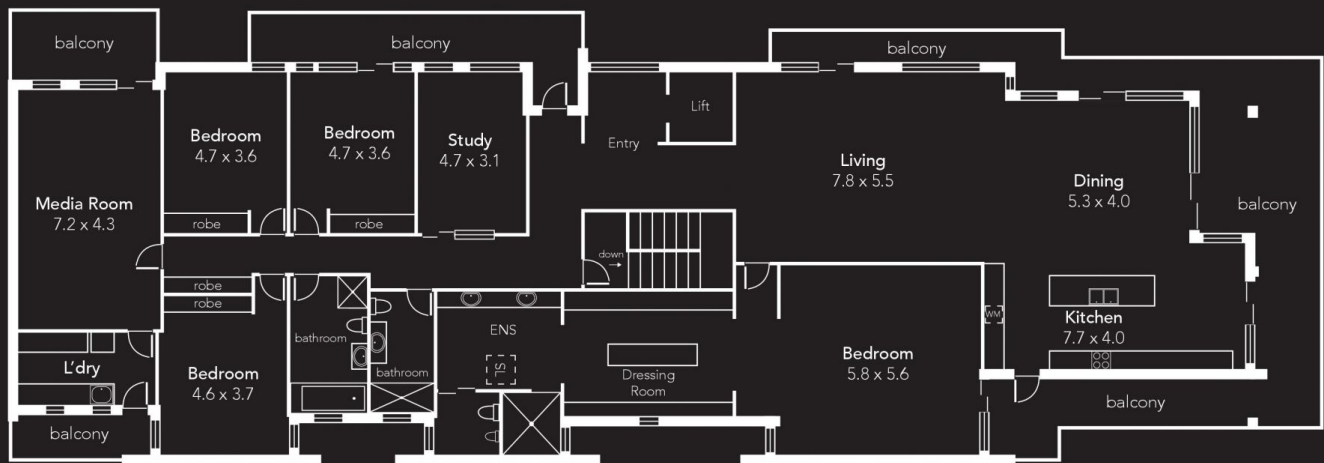 balcony
balcony
balcony
Bedroom
4.7 x 3.6
Bedroom
4.7 x 3.6
Study
4.7 x 3.1
Lift
Entry
Living
7.8 x 5.5
Dining
5.3 x 4.0
Media Room
7.2 x 4.3
balcony
robe
robe
down
robe
robe
WM
bathroom
ENS
Kitchen
7.7 x 4.0
L'dry
Bedroom
4.6 x 3.7
bathroom
SL
Dressing
Room
Bedroom
5.8 x 5.6
balcony
balcony